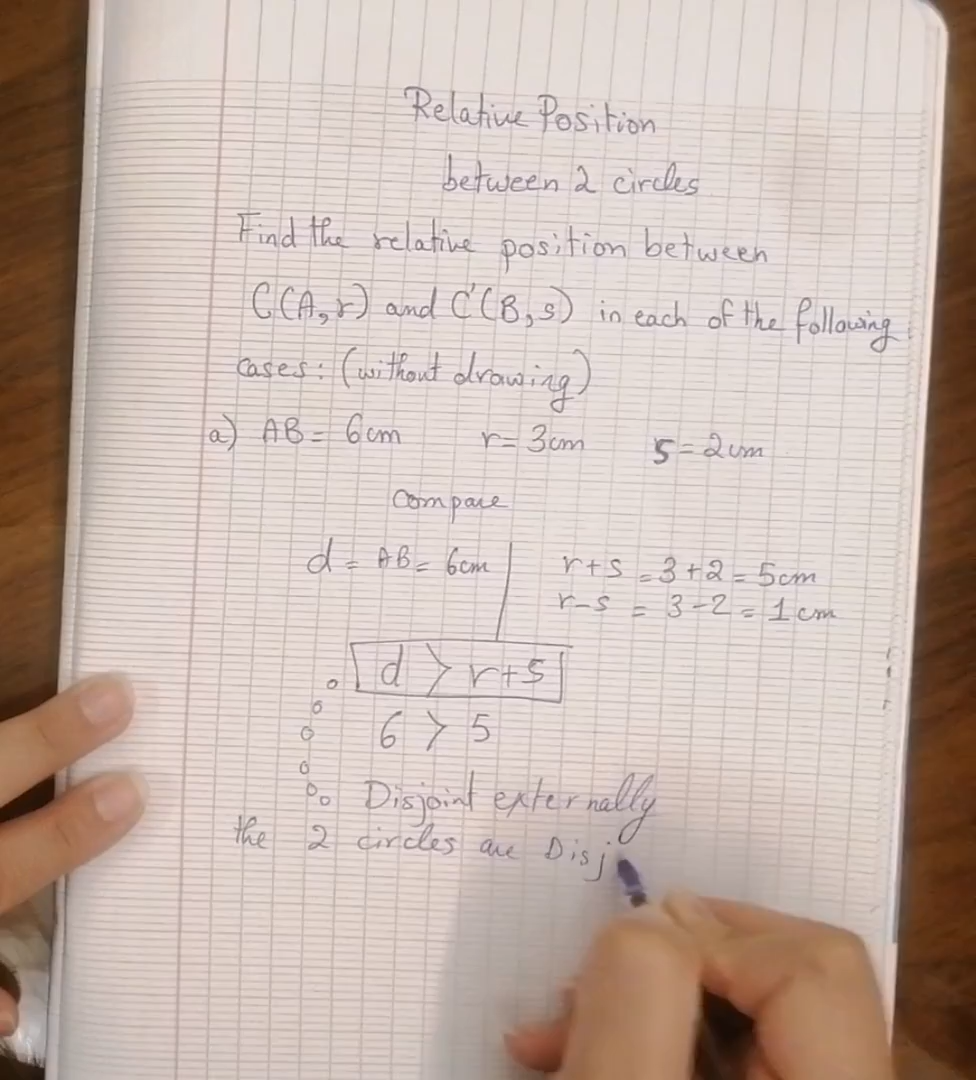 Relative Position
between 2 circles
Find the relative position between
C(A,r) and C'(B,s) in each of the following
cases: (without drawing)
a) AB = 6cm r = 3cm s = 2cm
Compare
d = AB = 6cm r+s = 3+2 = 5cm
r-s = 3-2 = 1cm
d > r+s
6 > 5
Disjoint externally
the 2 circles are Disj